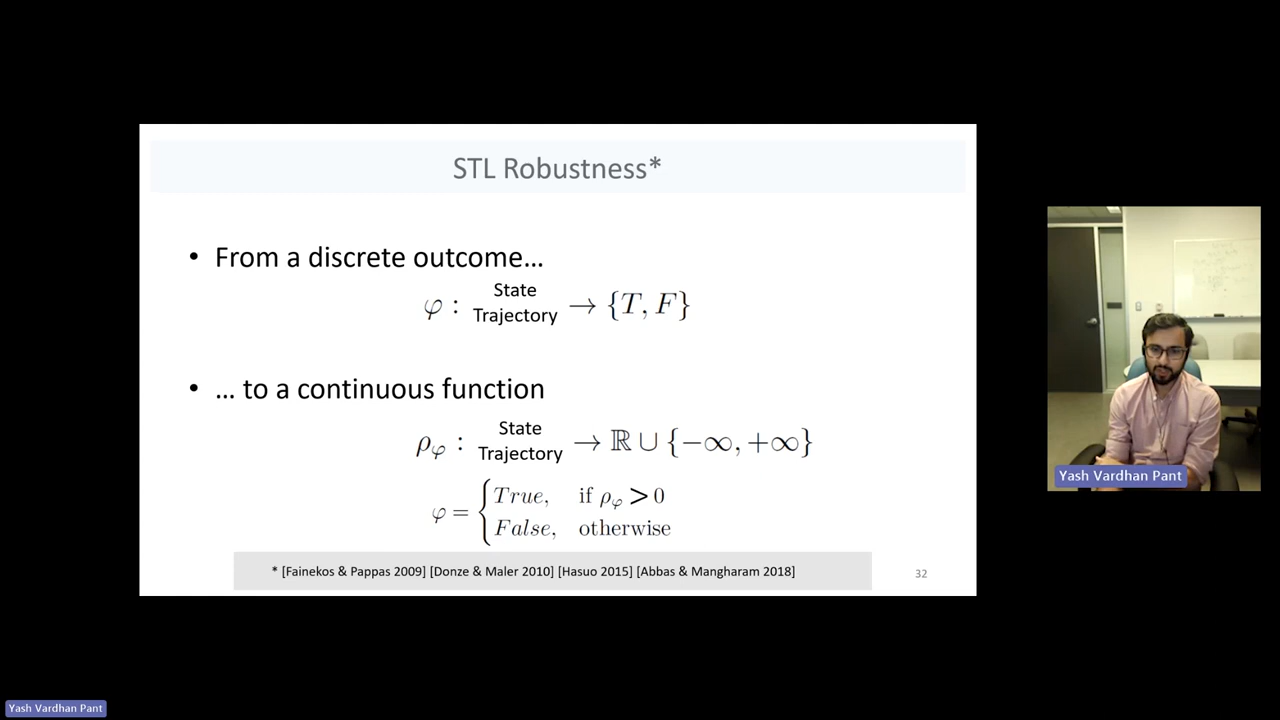 STL Robustness*
• From a discrete outcome…
φ : State Trajectory → {T, F}
• … to a continuous function
ρ_φ : State Trajectory → ℝ ∪ {−∞, +∞}
φ = { True, if ρ_φ > 0
False, otherwise
* [Fainekos & Pappas 2009] [Donze & Maler 2010] [Hasuo 2015] [Abbas & Mangharam 2018]
32
Yash Vardhan Pant
Yash Vardhan Pant